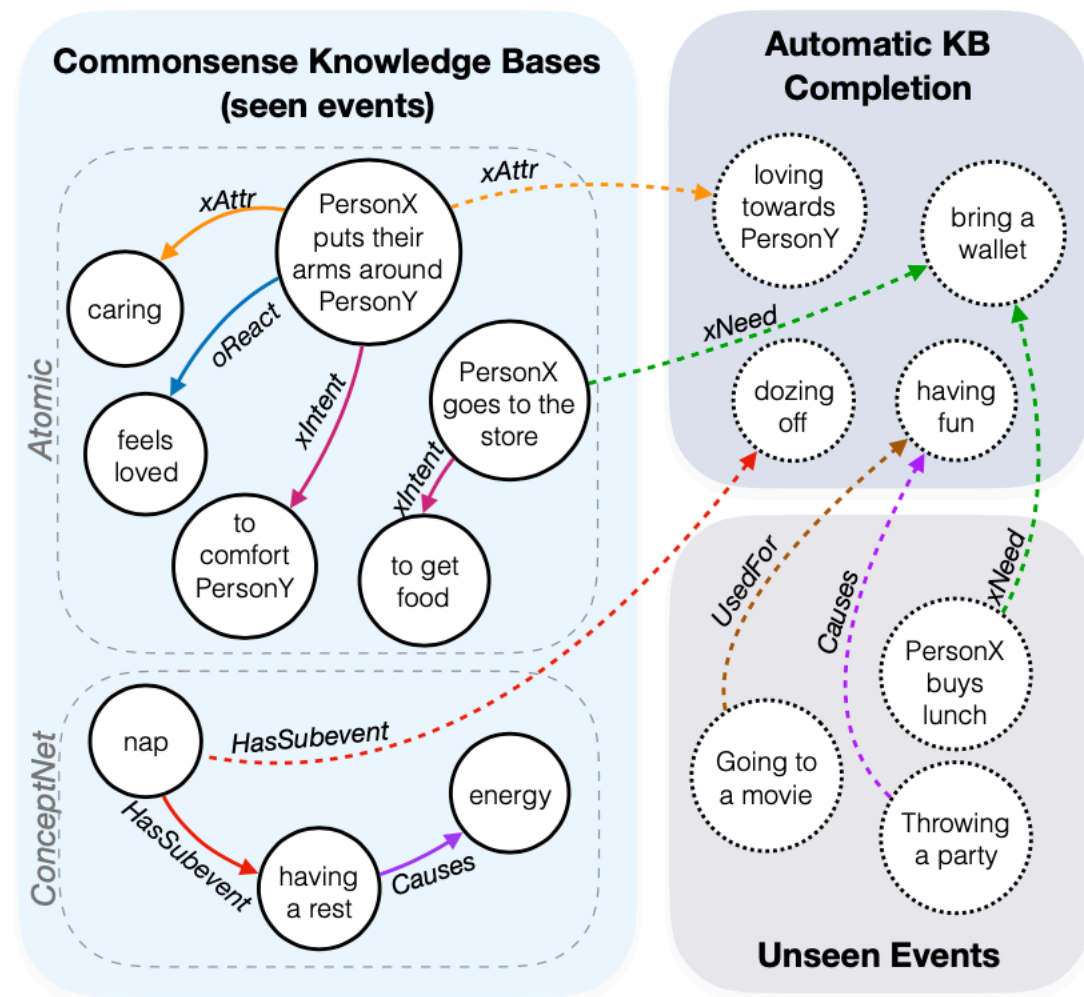 Commonsense Knowledge Bases
(seen events)
Atomic
xAttr
PersonX
puts their
arms around
PersonY
xAttr
caring
oReact
feels
loved
xIntent
to
comfort
PersonY
PersonX
goes to the
store
xIntent
to get
food
xNeed
ConceptNet
nap
HasSubevent
HasSubevent
having
a rest
Causes
energy
Automatic KB
Completion
loving
towards
PersonY
bring a
wallet
dozing
off
having
fun
UsedFor
Causes
xNeed
PersonX
buys
lunch
Going to
a movie
Throwing
a party
Unseen Events